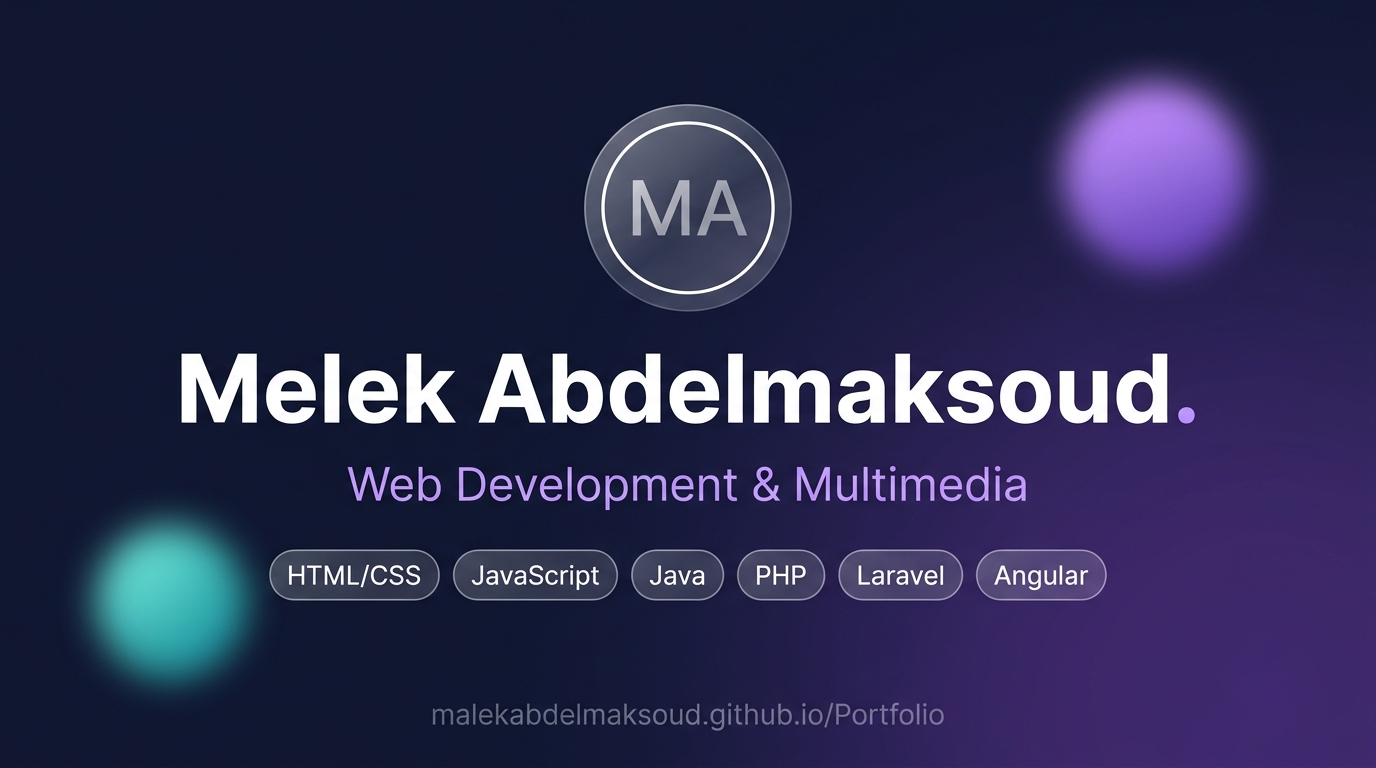 MA
Melek Abdelmaksoud.
Web Development & Multimedia
HTML/CSS JavaScript Java PHP Laravel Angular
malekabdelmaksoud.github.io/Portfolio